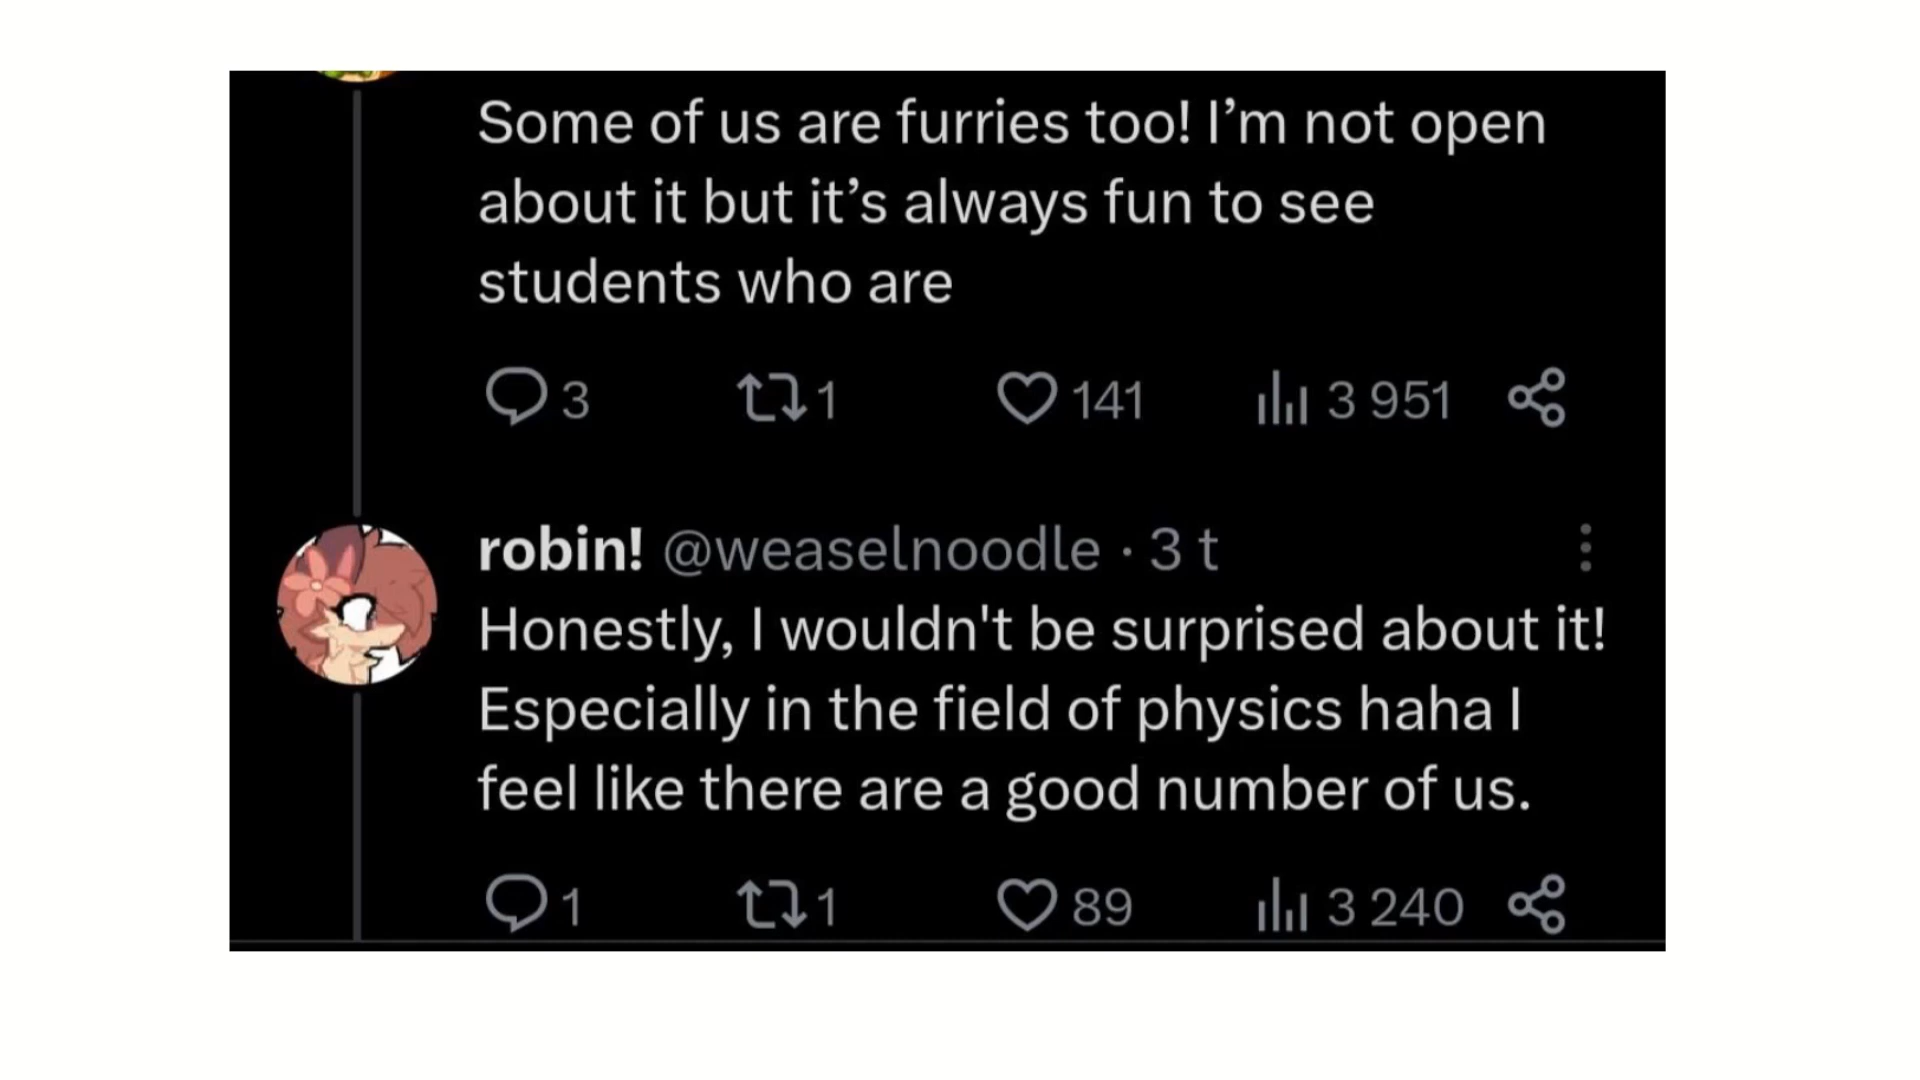 Some of us are furries too! I’m not open
about it but it’s always fun to see
students who are
3 1 141 3 951
robin! @weaselnoodle · 3 t
Honestly, I wouldn't be surprised about it!
Especially in the field of physics haha I
feel like there are a good number of us.
1 1 89 3 240